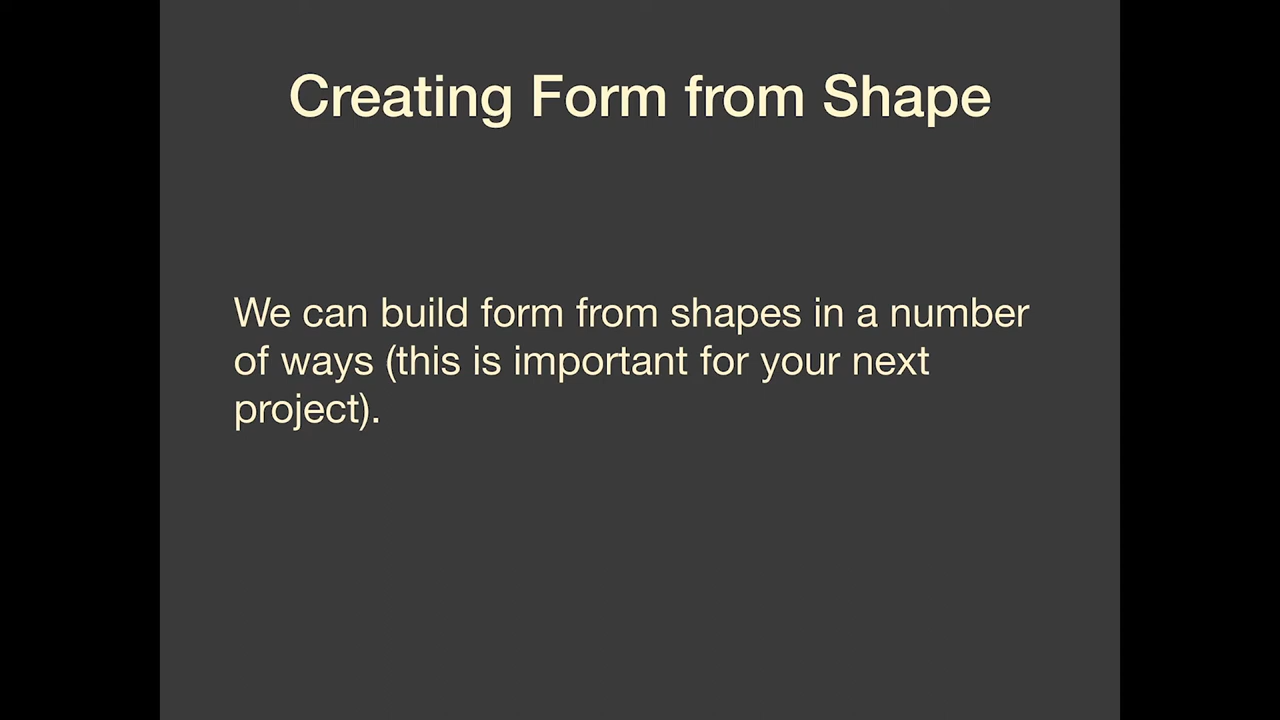 Creating Form from Shape
We can build form from shapes in a number
of ways (this is important for your next
project).